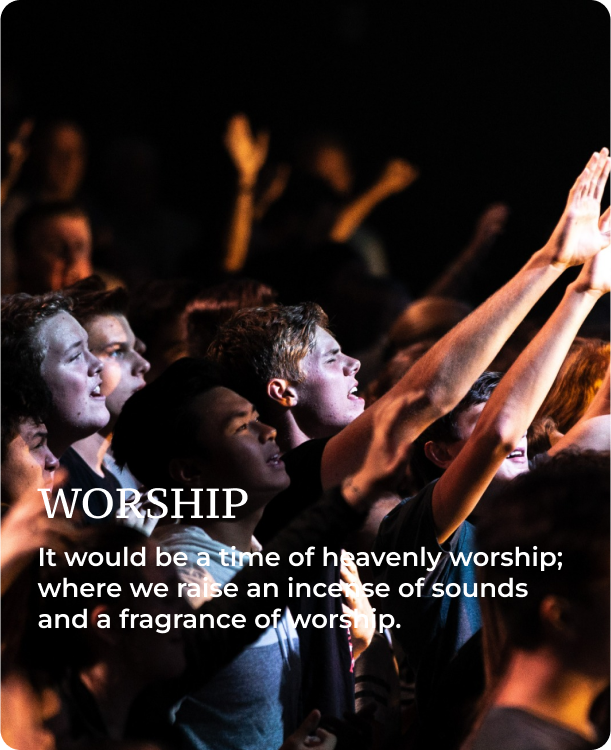 WORSHIP
It would be a time of heavenly worship;
where we raise an incense of sounds
and a fragrance of worship.